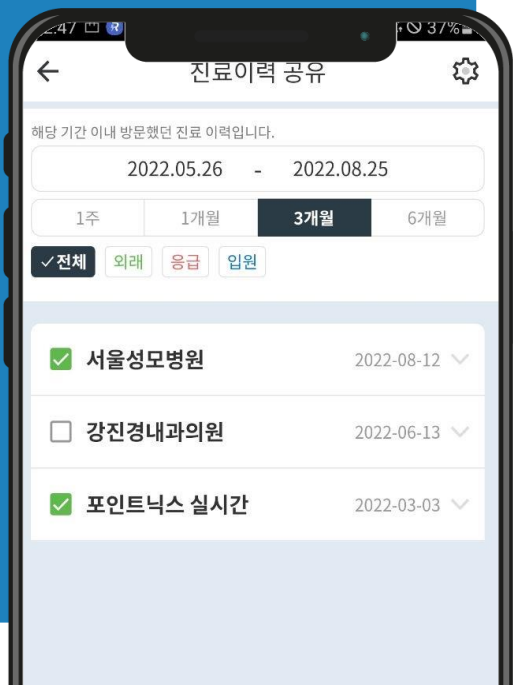 :47
37%
진료이력 공유
해당 기간 이내 방문했던 진료 이력입니다.
2022.05.26 - 2022.08.25
1주 1개월 3개월 6개월
전체 외래 응급 입원
서울성모병원 2022-08-12
강진경내과의원 2022-06-13
포인트닉스 실시간 2022-03-03